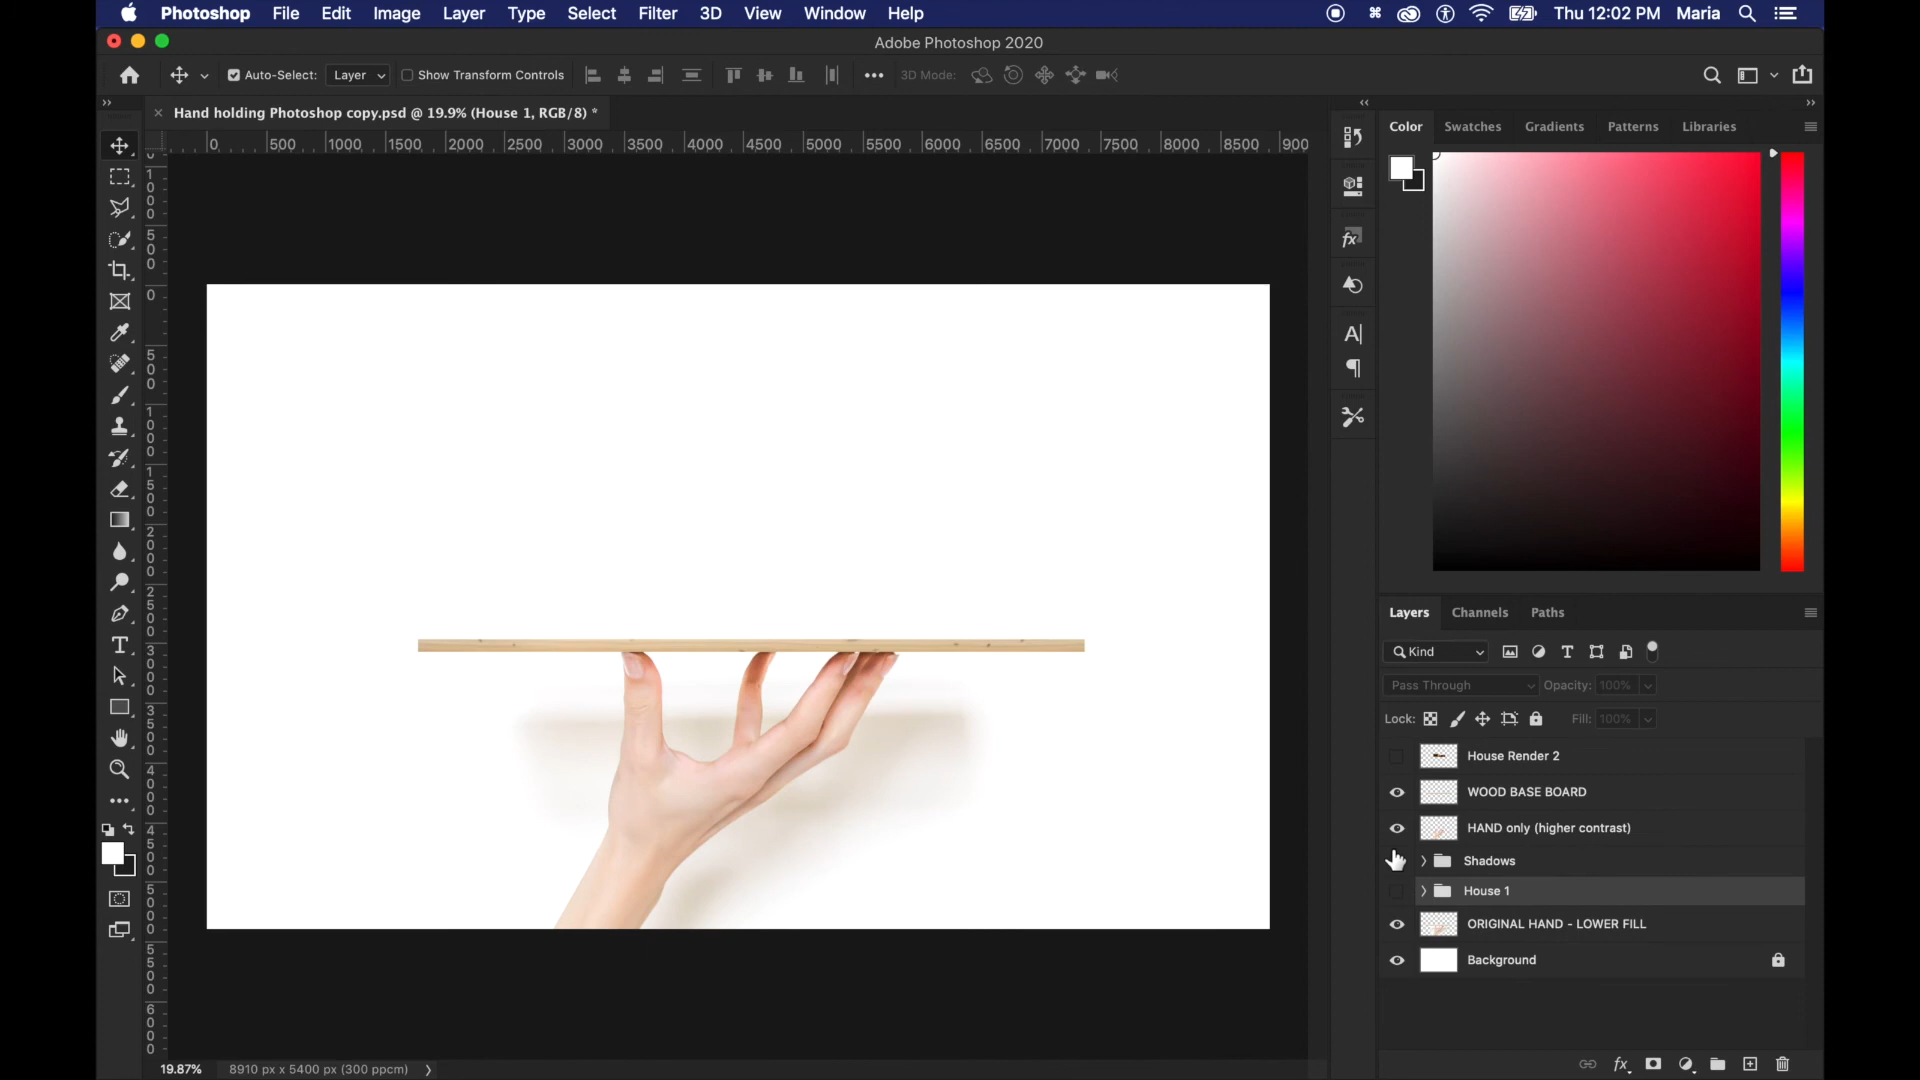 Photoshop File Edit Image Layer Type Select Filter 3D View Window Help Thu 12:02 PM Maria
Adobe Photoshop 2020
Auto-Select: Layer Show Transform Controls 3D Mode:
Hand holding Photoshop copy.psd @ 19.9% (House 1, RGB/8) *
Color Swatches Gradients Patterns Libraries
0 500 1000 1500 2000 2500 3000 3500 4000 4500 5000 5500 6000 6500 7000 7500 8000 8500 900
Layers Channels Paths
Kind
Pass Through Opacity: 100%
Lock: Fill: 100%
House Render 2
WOOD BASE BOARD
HAND only (higher contrast)
Shadows
House 1
ORIGINAL HAND - LOWER FILL
Background
19.87% 8910 px x 5400 px (300 ppcm)